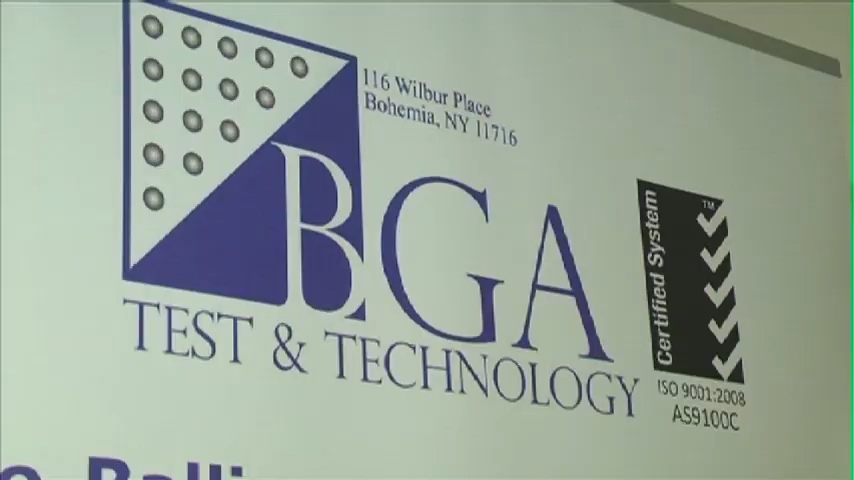 116 Wilbur Place
Bohemia, NY 11716
BGA
TEST & TECHNOLOGY
Certified System
TM
ISO 9001:2008
AS9100C